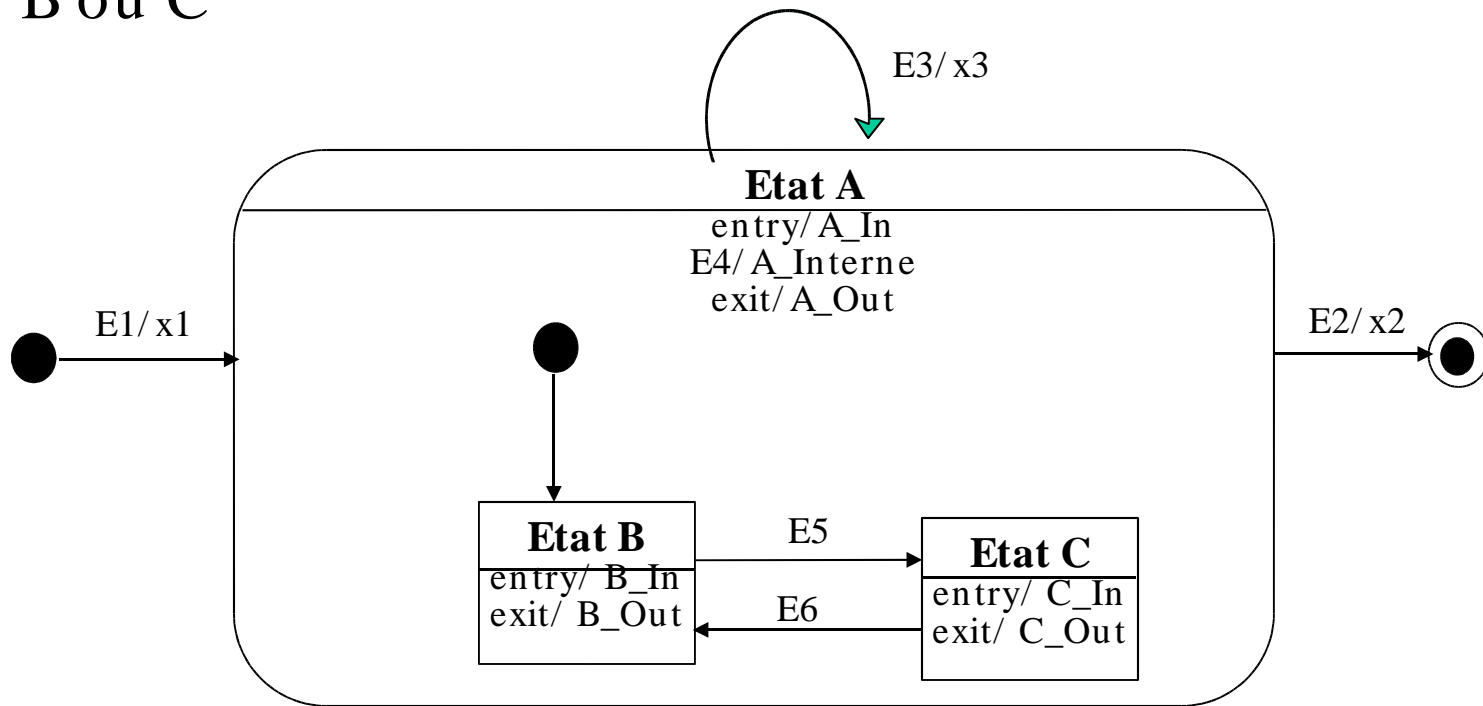 B ou C
E3/ x3
Etat A
entry/ A_In
E4/ A_Interne
exit/ A_Out
E1/ x1
E2/ x2
Etat B
entry/ B_In
exit/ B_Out
E5
E6
Etat C
entry/ C_In
exit/ C_Out